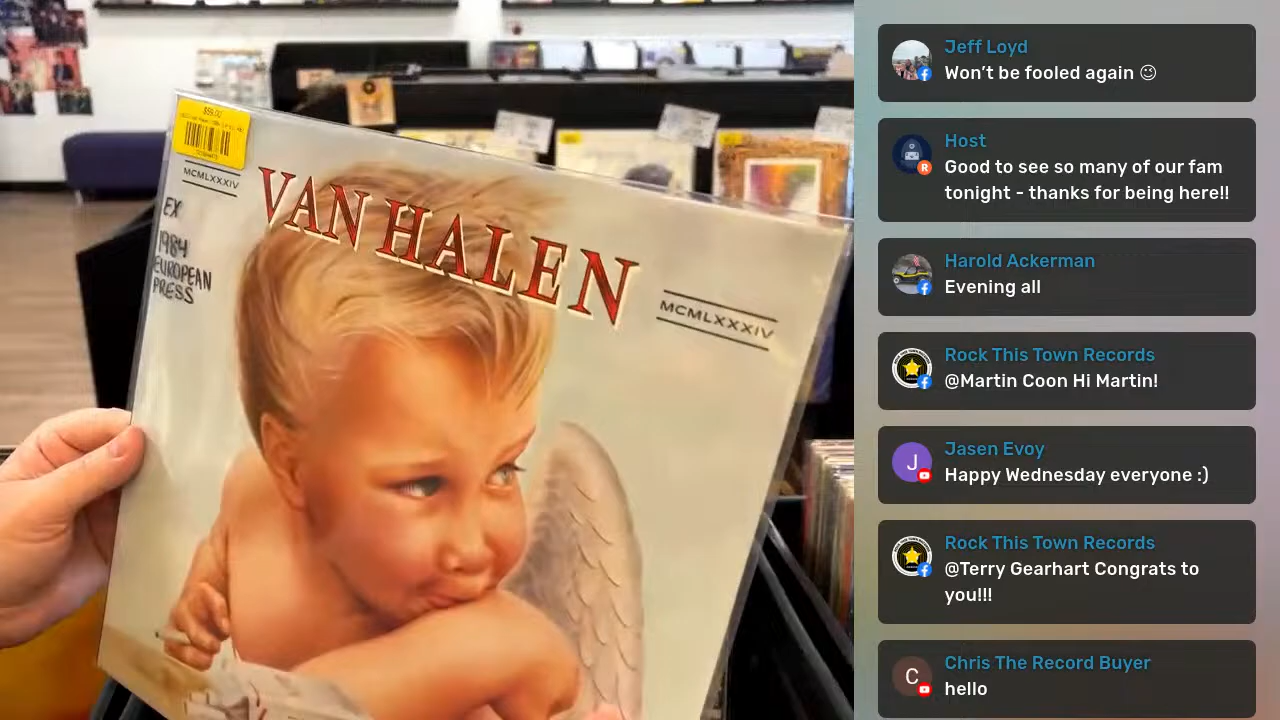 MCMLXXXIV
VAN HALEN
EX
1984
EUROPEAN
PRESS
MCMLXXXIV
Jeff Loyd
Won’t be fooled again 😉
Host
Good to see so many of our fam
tonight - thanks for being here!!
Harold Ackerman
Evening all
Rock This Town Records
@Martin Coon Hi Martin!
J
Jasen Evoy
Happy Wednesday everyone :)
Rock This Town Records
@Terry Gearhart Congrats to
you!!!
C
Chris The Record Buyer
hello